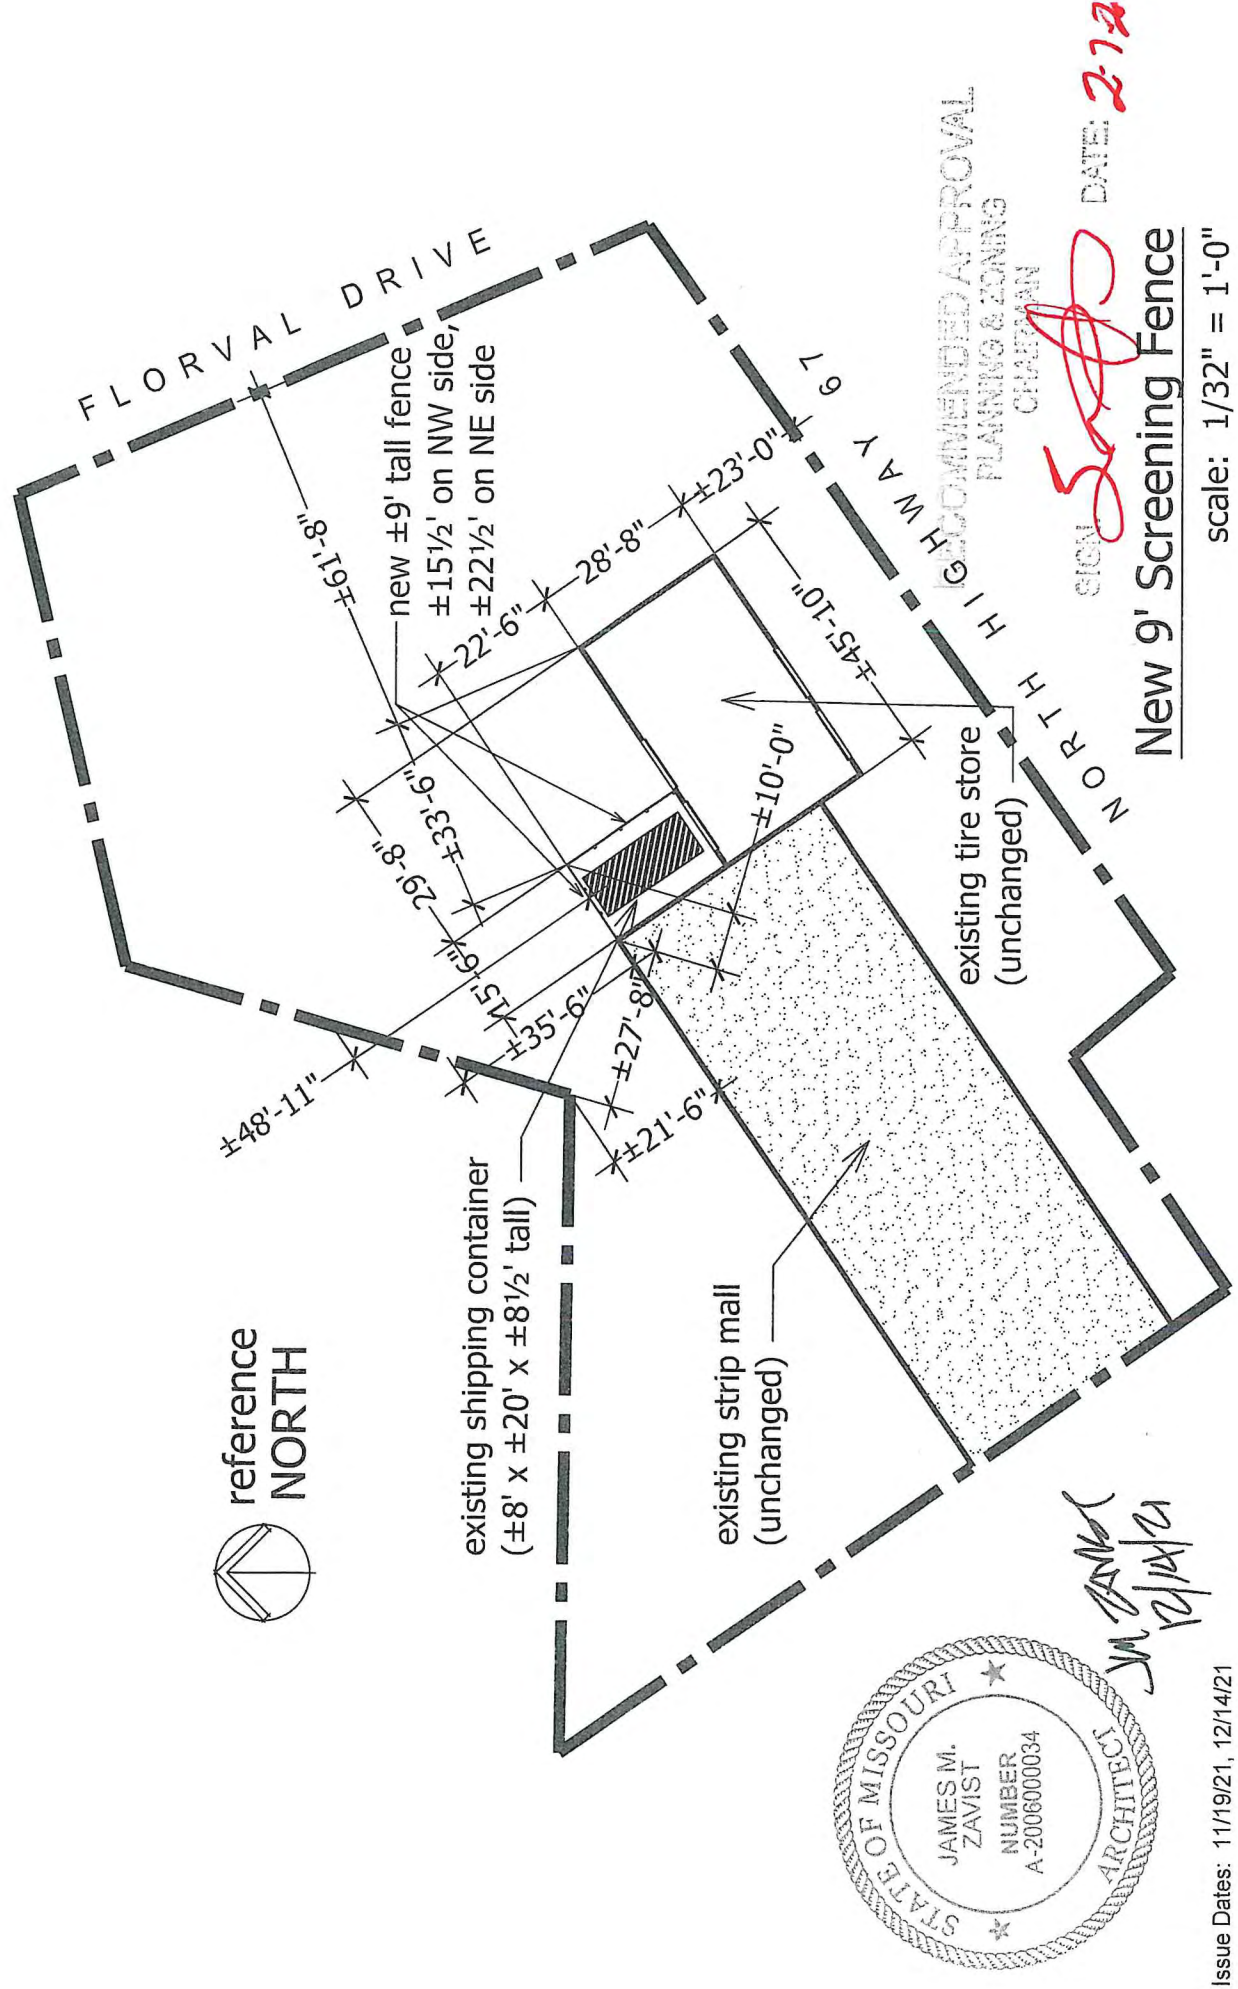 FLORVAL DRIVE
±61'-8"
new ±9' tall fence
±15½' on NW side,
±22½' on NE side
22'-6"
28'-8"
±23'-0"
±45'-10"
29'-8"
±33'-6"
15'-6"
±35'-6"
±27'-8"
±10'-0"
±48'-11"
±21'-6"
NORTH HIGHWAY 67
existing tire store
(unchanged)
existing shipping container
(±8' x ±20' x ±8½' tall)
existing strip mall
(unchanged)
reference
NORTH
RECOMMENDED APPROVAL
PLANNING & ZONING
CHAIRMAN
SIGN:
DATE:
New 9' Screening Fence
scale: 1/32" = 1'-0"
STATE OF MISSOURI
JAMES M.
ZAVIST
NUMBER
A-2006000034
ARCHITECT
JM ZAVIST
12/14/21
Issue Dates: 11/19/21, 12/14/21